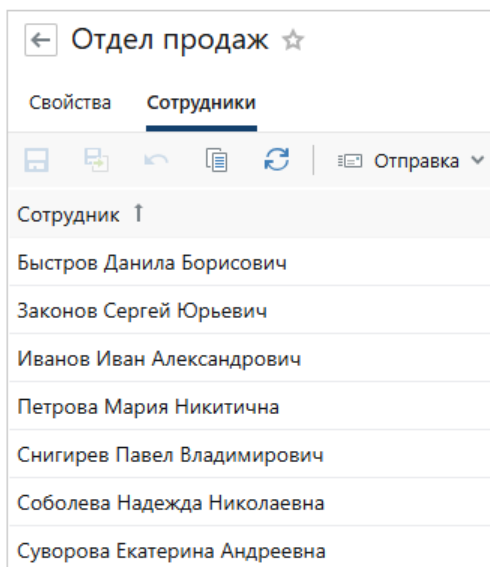 Отдел продаж
Свойства Сотрудники
Отправка
Сотрудник ↑
Быстров Данила Борисович
Законов Сергей Юрьевич
Иванов Иван Александрович
Петрова Мария Никитична
Снигирев Павел Владимирович
Соболева Надежда Николаевна
Суворова Екатерина Андреевна